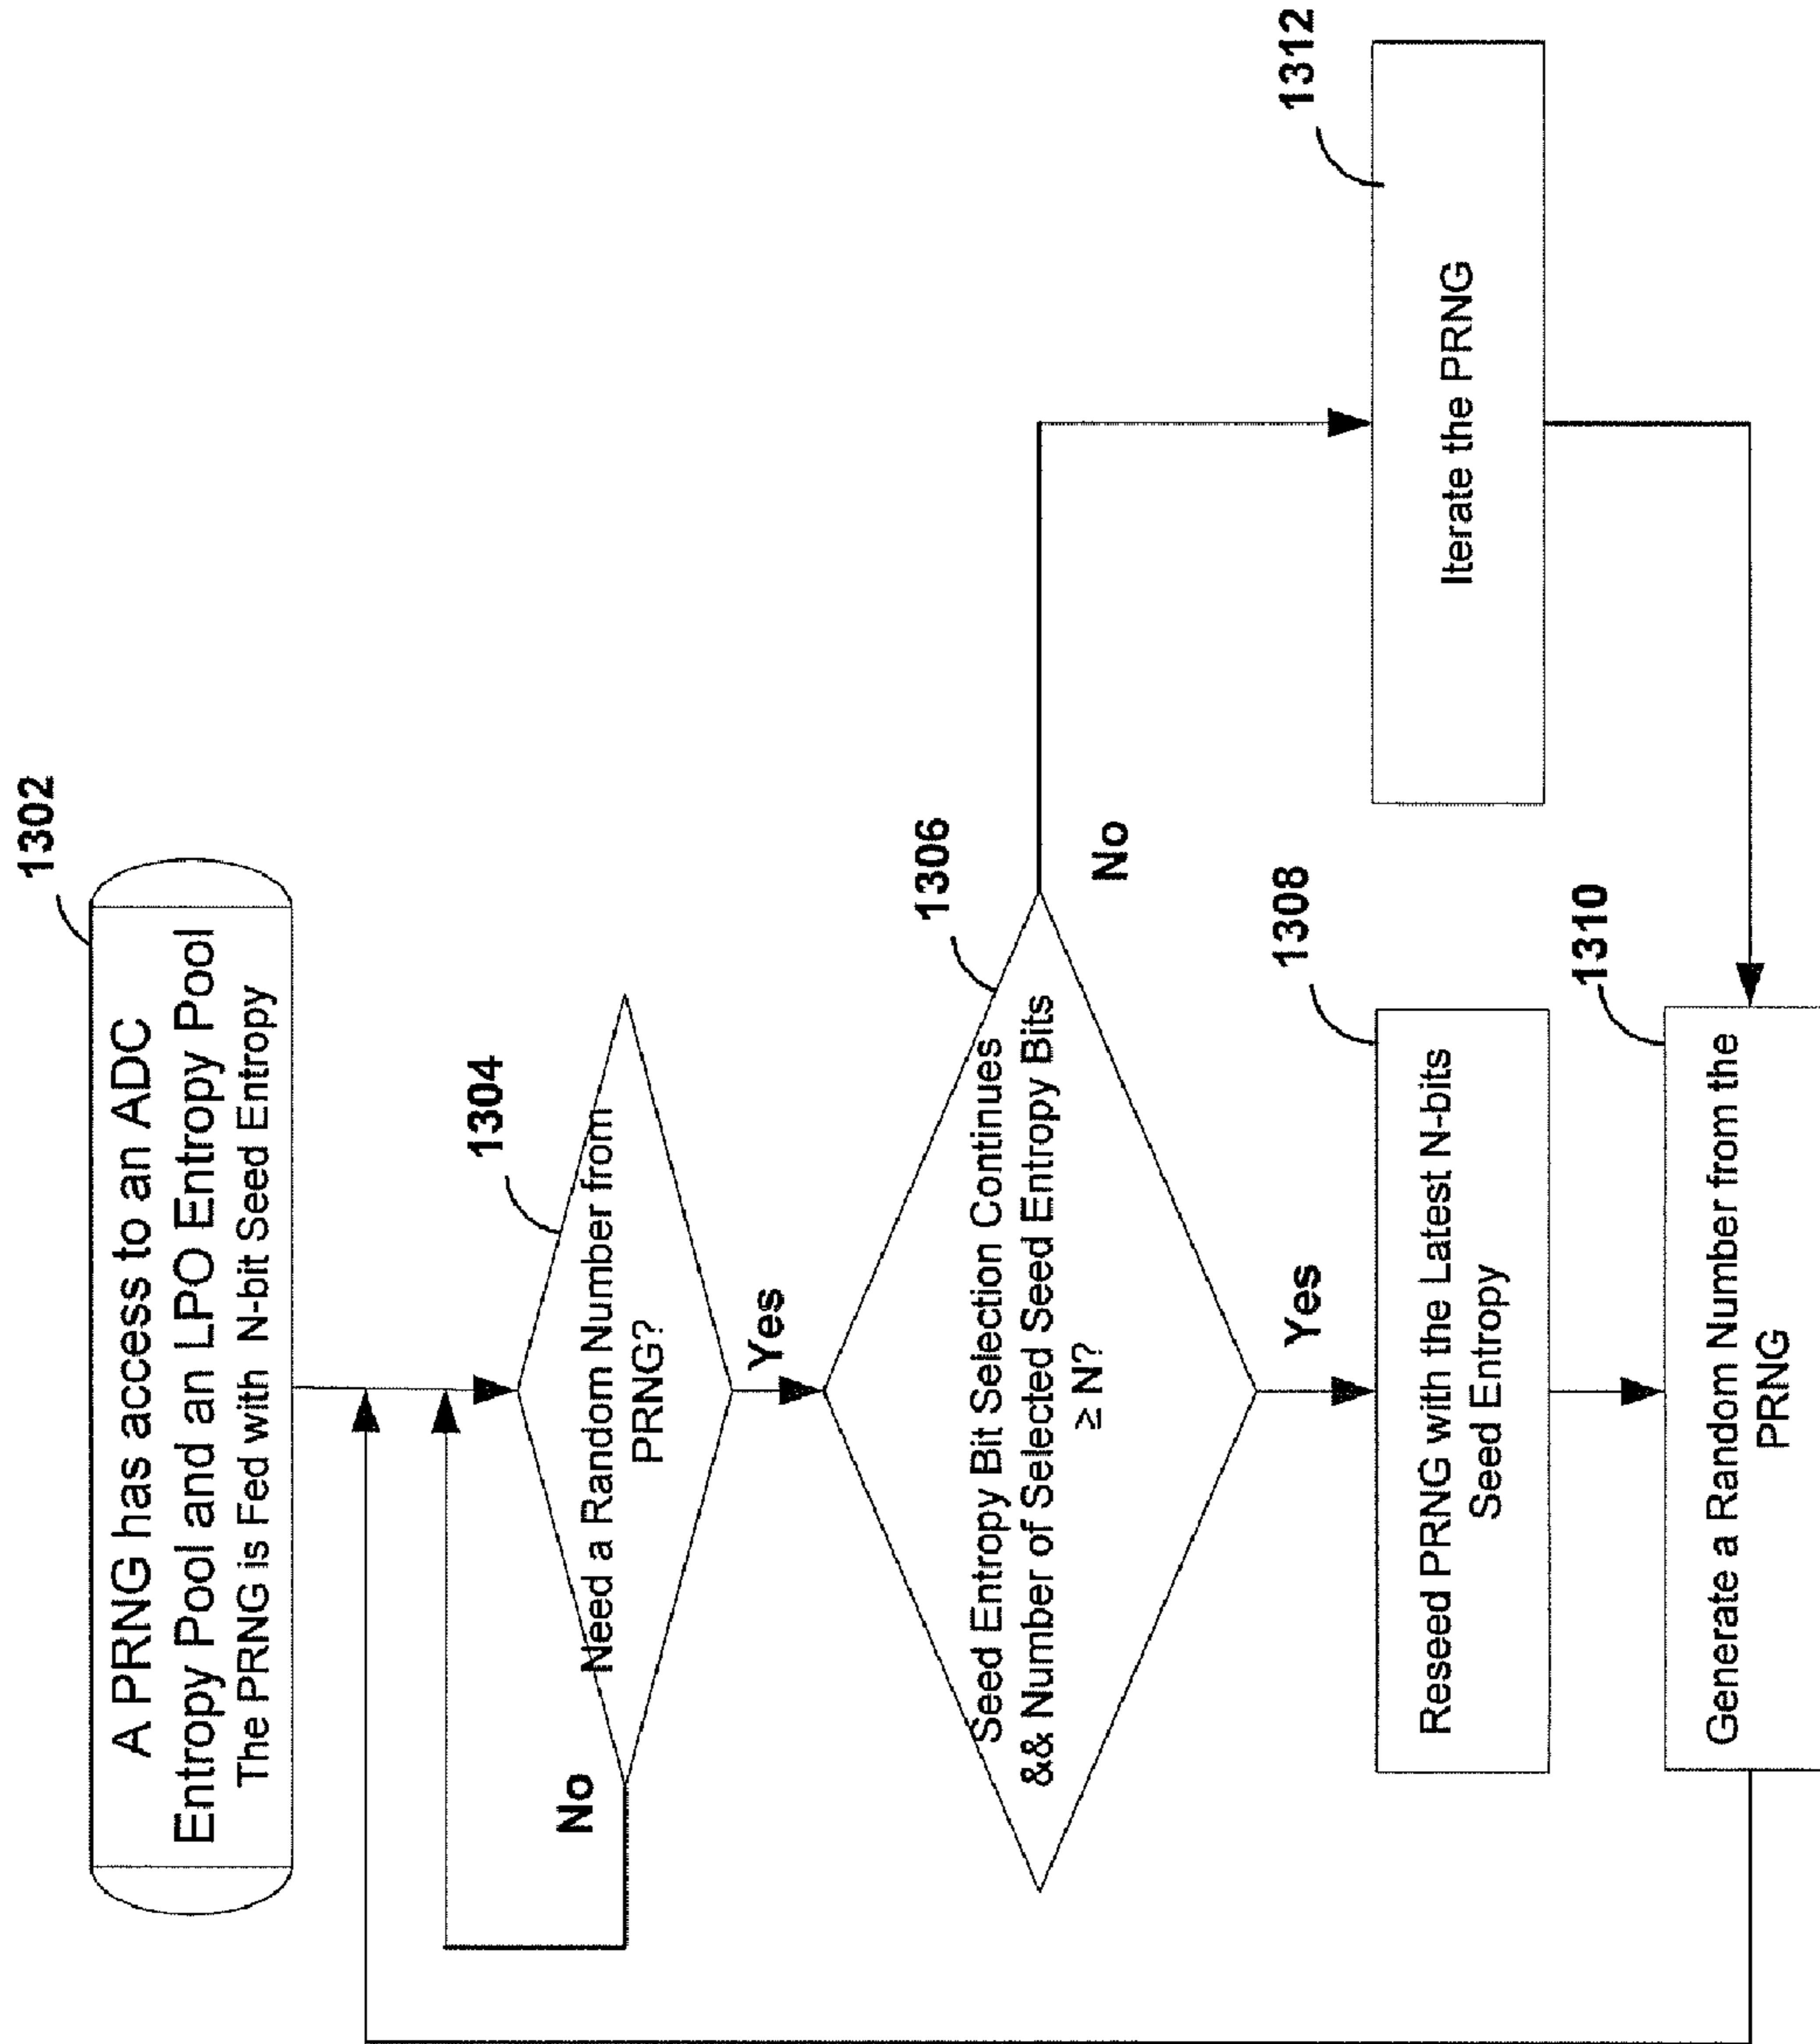 1302
A PRNG has access to an ADC
Entropy Pool and an LPO Entropy Pool
The PRNG is Fed with N-bit Seed Entropy
1304
Need a Random Number from
PRNG?
No
Yes
1306
Seed Entropy Bit Selection Continues
&& Number of Selected Seed Entropy Bits
≥ N?
No
Yes
1308
Reseed PRNG with the Latest N-bits
Seed Entropy
1312
Iterate the PRNG
1310
Generate a Random Number from the
PRNG